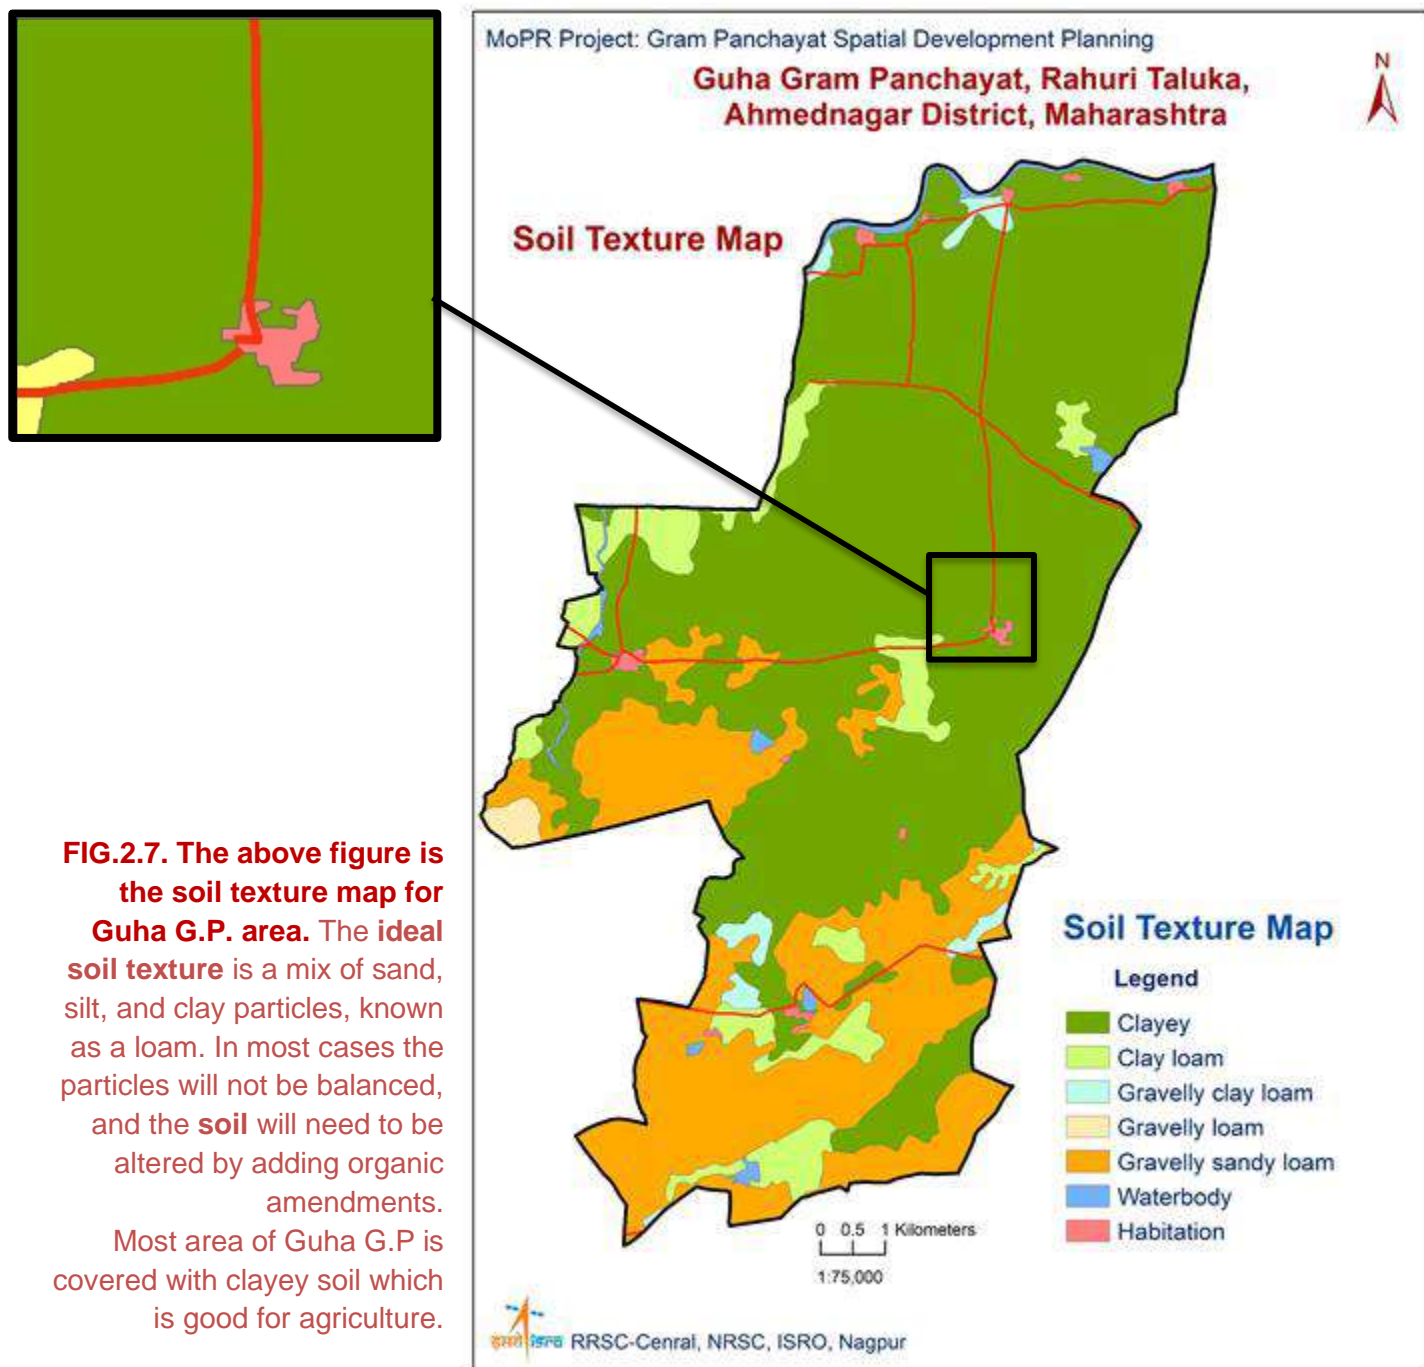 MoPR Project: Gram Panchayat Spatial Development Planning
Guha Gram Panchayat, Rahuri Taluka,
Ahmednagar District, Maharashtra
N
Soil Texture Map
FIG.2.7. The above figure is
the soil texture map for
Guha G.P. area. The ideal
soil texture is a mix of sand,
silt, and clay particles, known
as a loam. In most cases the
particles will not be balanced,
and the soil will need to be
altered by adding organic
amendments.
Most area of Guha G.P is
covered with clayey soil which
is good for agriculture.
Soil Texture Map
Legend
Clayey
Clay loam
Gravelly clay loam
Gravelly loam
Gravelly sandy loam
Waterbody
Habitation
0 0.5 1 Kilometers
1:75,000
इसरो isro RRSC-Cenral, NRSC, ISRO, Nagpur